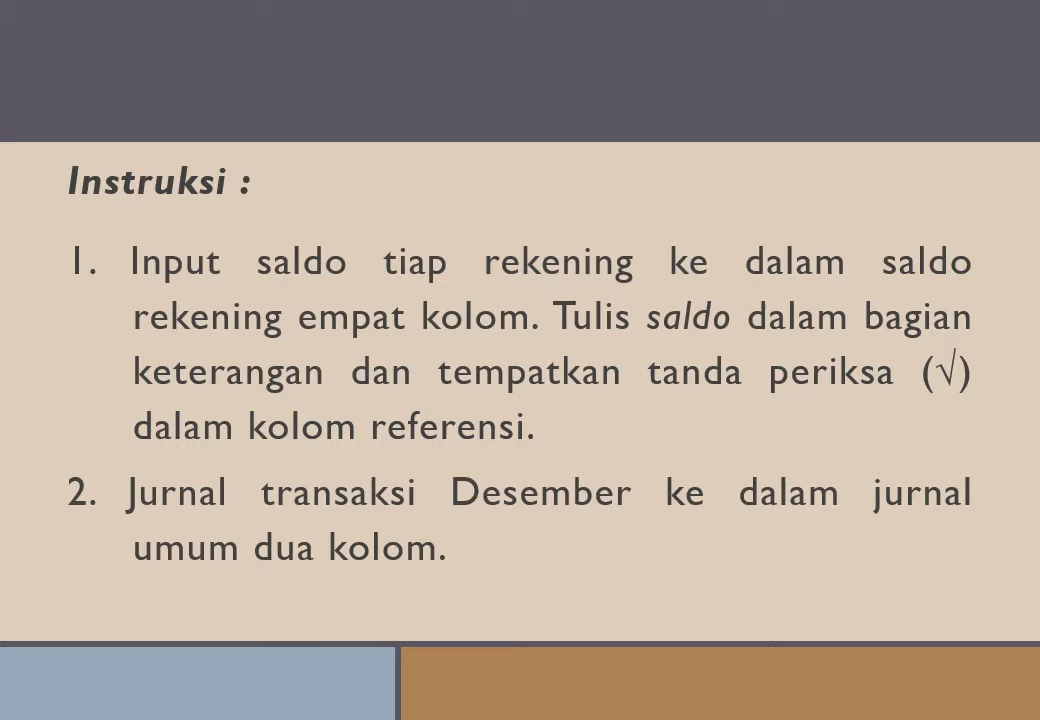 Instruksi :
1. Input saldo tiap rekening ke dalam saldo
rekening empat kolom. Tulis saldo dalam bagian
keterangan dan tempatkan tanda periksa (√)
dalam kolom referensi.
2. Jurnal transaksi Desember ke dalam jurnal
umum dua kolom.